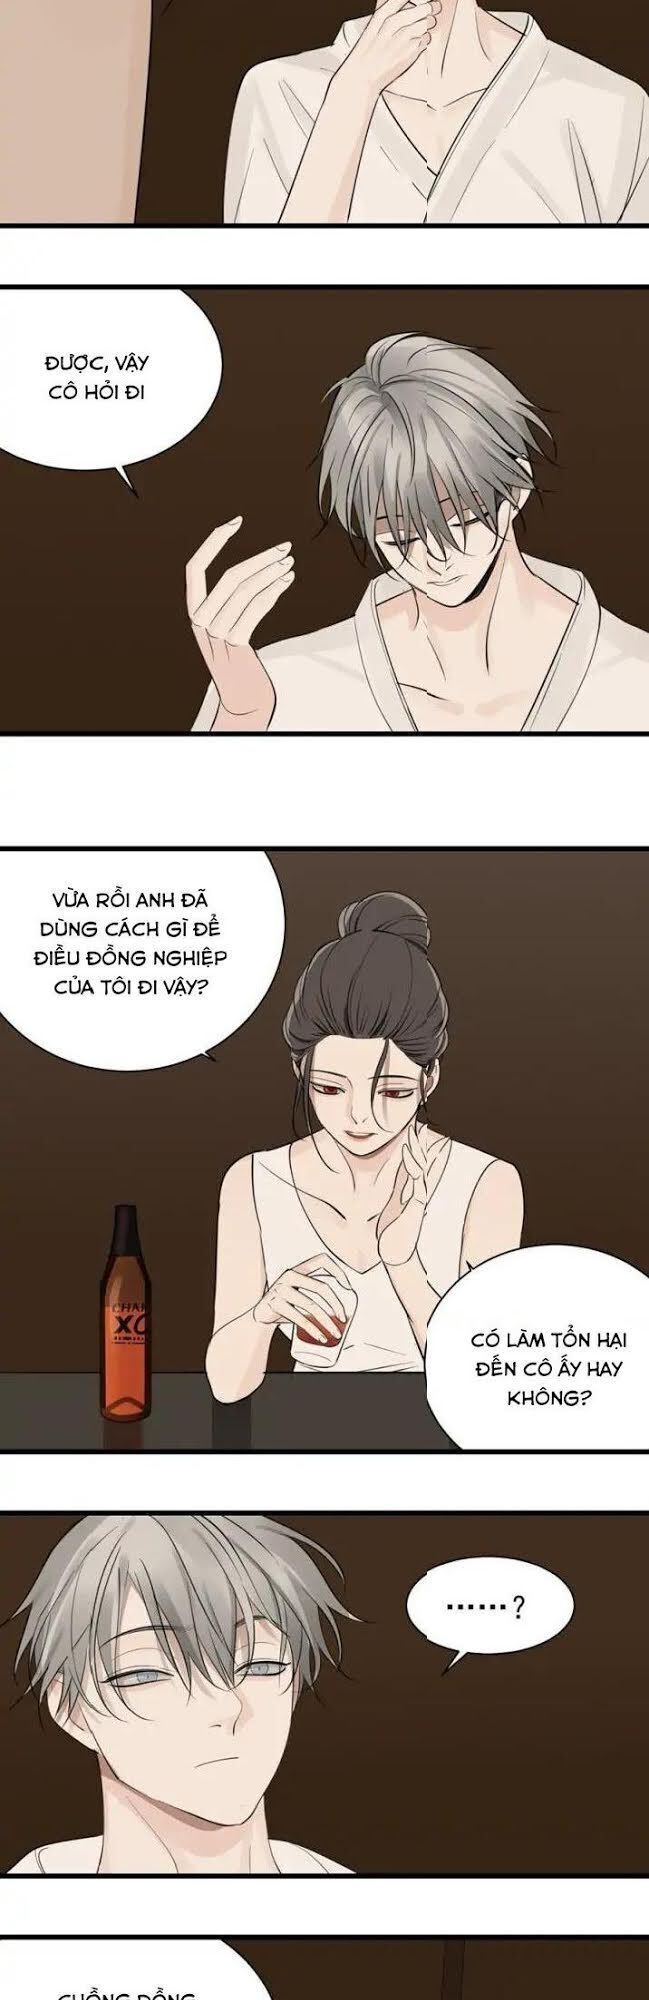 ĐƯỢC, VẬY
CÔ HỎI ĐI
VỪA RỒI ANH ĐÃ
DÙNG CÁCH GÌ ĐỂ
ĐIỀU ĐỒNG NGHIỆP
CỦA TÔI ĐI VẬY?
XO
CÓ LÀM TỔN HẠI
ĐẾN CÔ ẤY HAY
KHÔNG?
……?